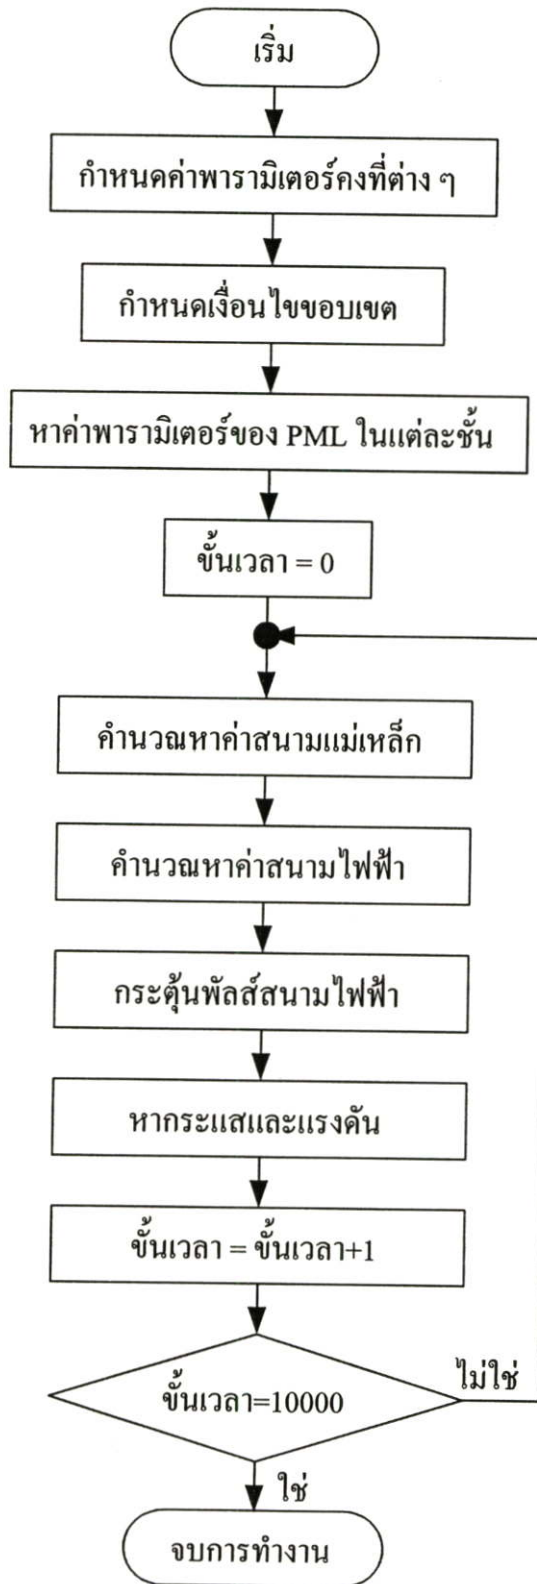 เริ่ม
กำหนดค่าพารามิเตอร์คงที่ต่าง ๆ
กำหนดเงื่อนไขขอบเขต
หาค่าพารามิเตอร์ของ PML ในแต่ละชั้น
ขั้นเวลา = 0
คำนวณหาค่าสนามแม่เหล็ก
คำนวณหาค่าสนามไฟฟ้า
กระตุ้นพัลส์สนามไฟฟ้า
หากระแสและแรงดัน
ขั้นเวลา = ขั้นเวลา+1
ขั้นเวลา=10000
ไม่ใช่
ใช่
จบการทำงาน